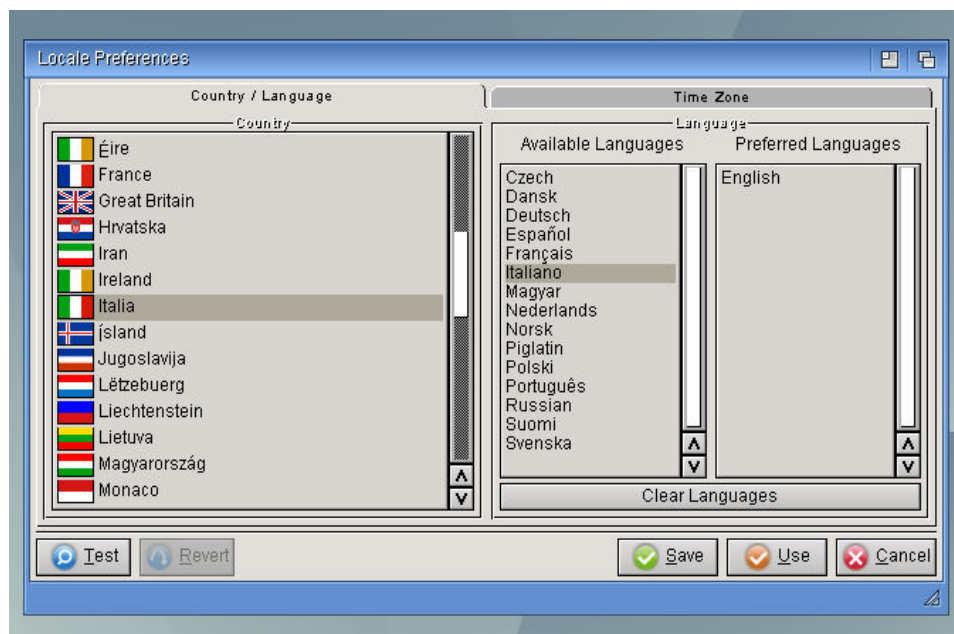 Locale Preferences
Country / Language
Time Zone
Country
Éire
France
Great Britain
Hrvatska
Iran
Ireland
Italia
Ísland
Jugoslavija
Lëtzebuerg
Liechtenstein
Lietuva
Magyarország
Monaco
Language
Available Languages
Czech
Dansk
Deutsch
Español
Français
Italiano
Magyar
Nederlands
Norsk
Piglatin
Polski
Português
Russian
Suomi
Svenska
Preferred Languages
English
Clear Languages
Test
Revert
Save
Use
Cancel